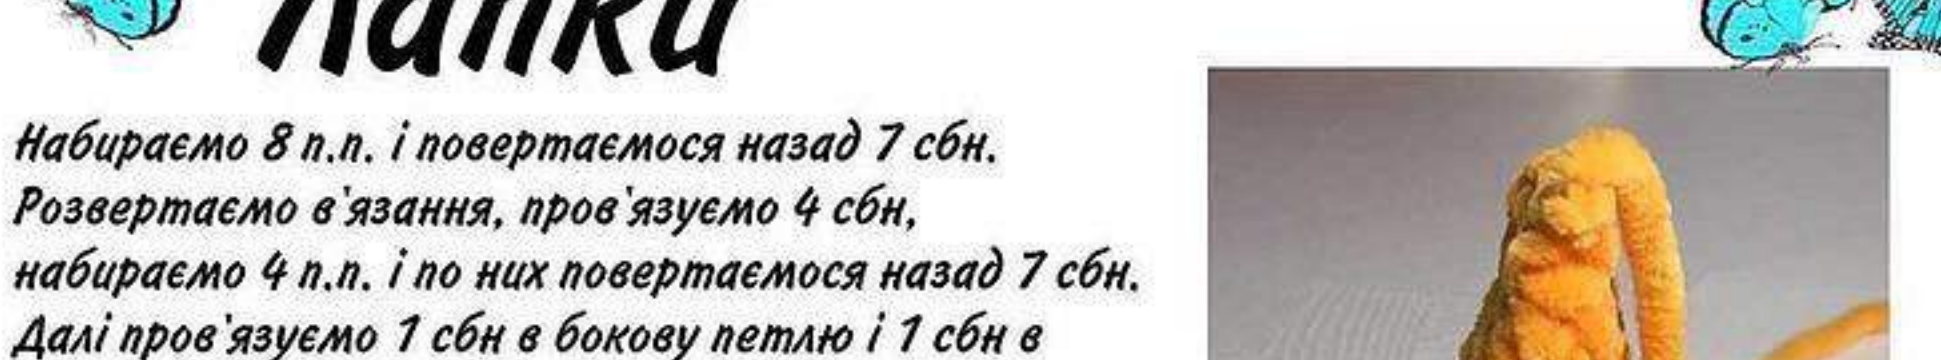 Лапки
Набираємо 8 п.п. і повертаємося назад 7 сбн.
Розвертаємо в`язання, пров`язуємо 4 сбн,
набираємо 4 п.п. і по них повертаємося назад 7 сбн.
Далі пров`язуємо 1 сбн в бокову петлю і 1 сбн в